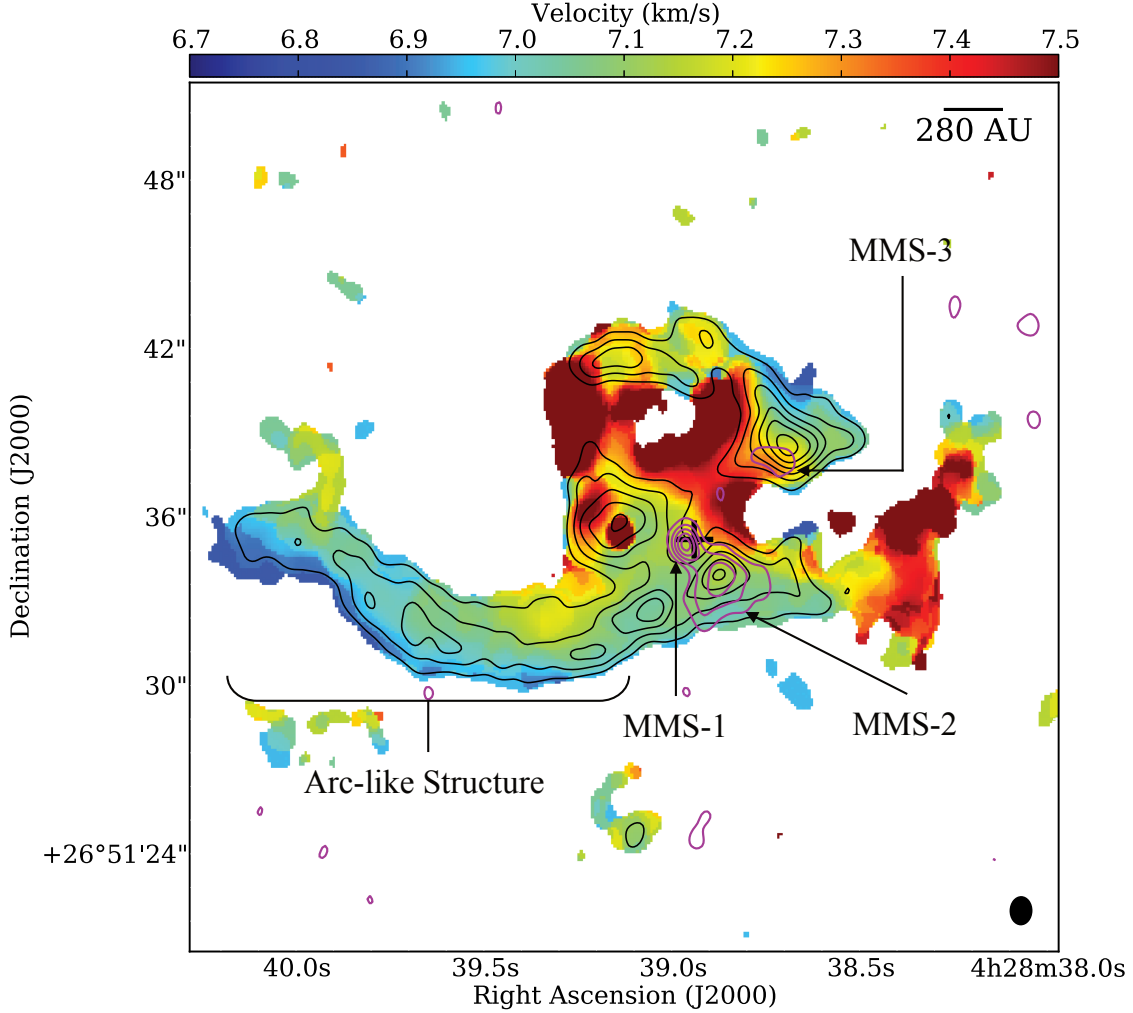 Velocity (km/s)
6.7 6.8 6.9 7.0 7.1 7.2 7.3 7.4 7.5
280 AU
48"
MMS-3
42"
Declination (J2000)
36"
30"
MMS-1
MMS-2
Arc-like Structure
+26°51'24"
40.0s 39.5s 39.0s 38.5s 4h28m38.0s
Right Ascension (J2000)